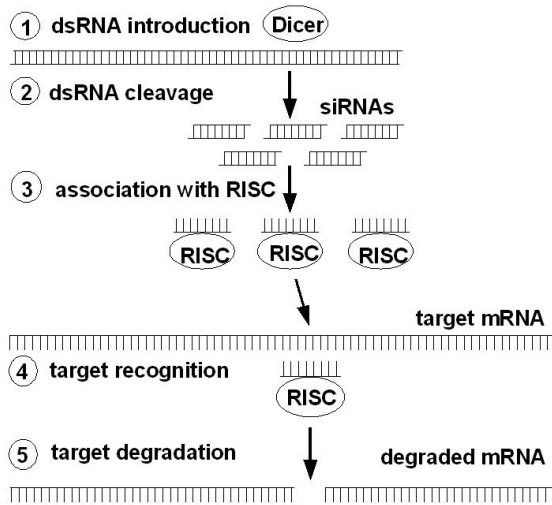 1 dsRNA introduction Dicer
2 dsRNA cleavage
siRNAs
3 association with RISC
RISC RISC RISC
target mRNA
4 target recognition
RISC
5 target degradation degraded mRNA